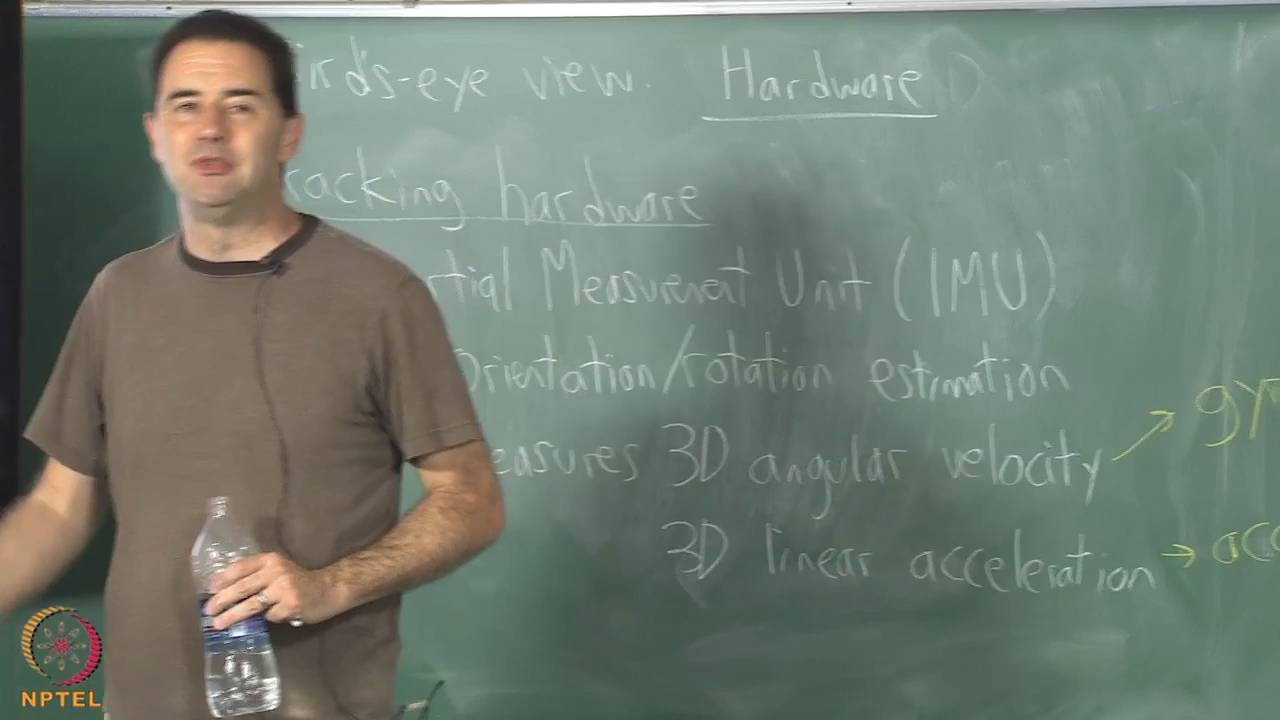 ird's-eye view. Hardware
racking hardware
rtial Measurement Unit (IMU)
Orientation/rotation estimation
easures 3D angular velocity → gy
3D linear acceleration → acc
NPTEL